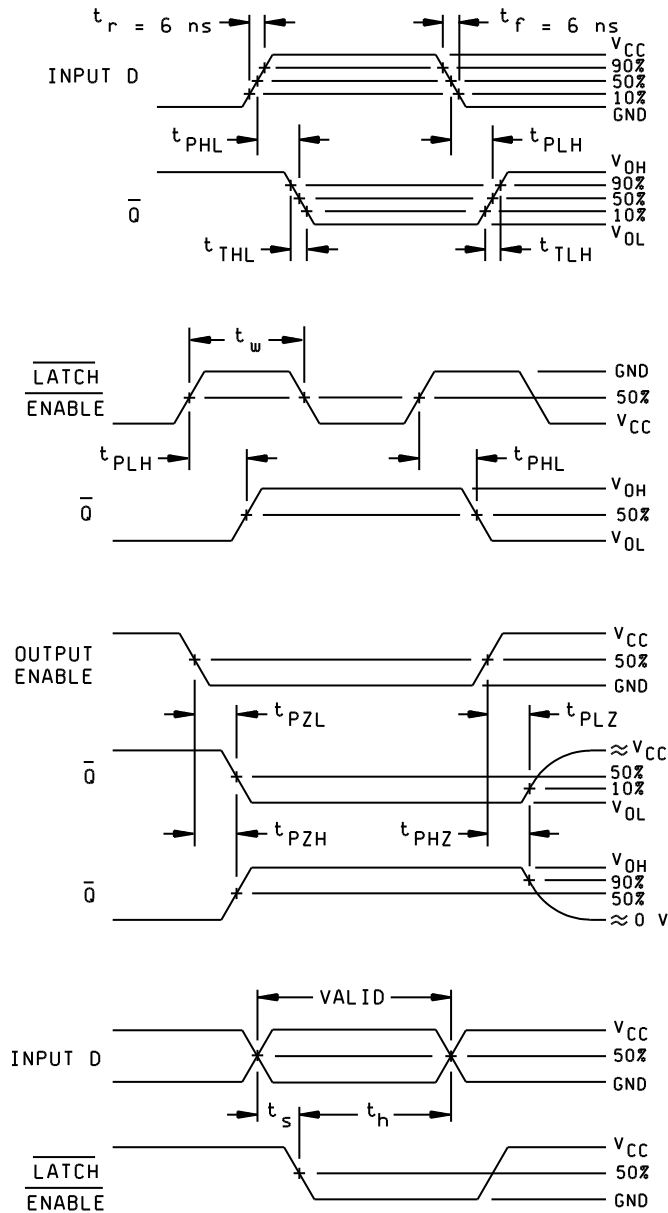 t_r = 6 ns
t_f = 6 ns
INPUT D
V_CC
90%
50%
10%
GND
t_PHL
t_PLH
Q̅
V_OH
90%
50%
10%
V_OL
t_THL
t_TLH
t_w
LATCH
ENABLE
GND
50%
V_CC
t_PLH
t_PHL
Q̅
V_OH
50%
V_OL
OUTPUT
ENABLE
V_CC
50%
GND
t_PZL
t_PLZ
Q̅
≈ V_CC
50%
10%
V_OL
t_PZH
t_PHZ
Q̅
V_OH
90%
50%
≈ 0 V
VALID
INPUT D
V_CC
50%
GND
t_s
t_h
LATCH
ENABLE
V_CC
50%
GND